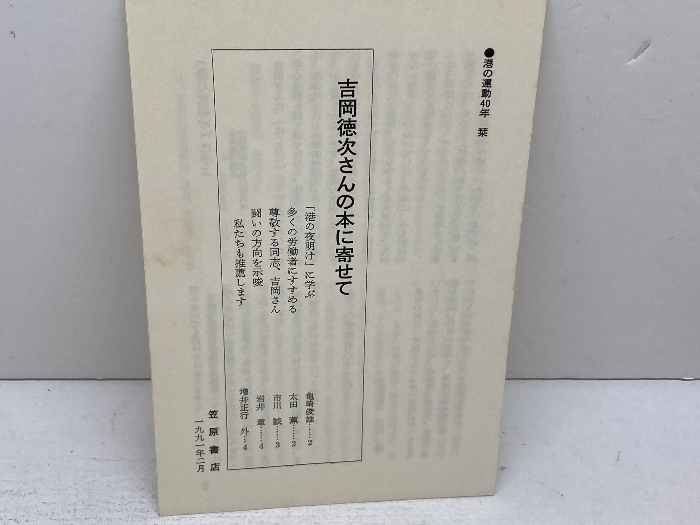 ●港の運動40年 栞
吉岡徳次さんの本に寄せて
「港の夜明け」に学ぶ 亀崎俊雄……2
多くの労働者にすすめる 太田 薫……2
尊敬する同志、吉岡さん 市川 誠……3
闘いの方向を示唆 岩井 章……4
私たちも推薦します 増井正行 外…4
笠原書店
一九九一年二月